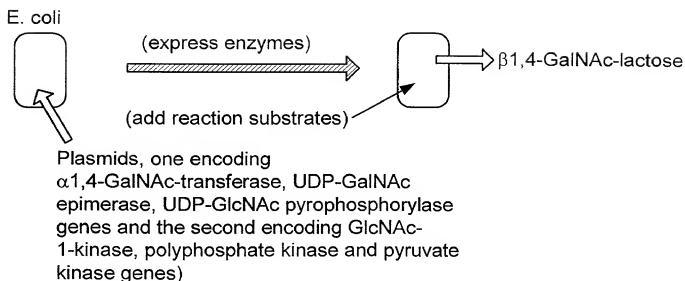 E. coli
(express enzymes)
β1,4-GalNAc-lactose
(add reaction substrates)
Plasmids, one encoding
α1,4-GalNAc-transferase, UDP-GalNAc
epimerase, UDP-GlcNAc pyrophosphorylase
genes and the second encoding GlcNAc-
1-kinase, polyphosphate kinase and pyruvate
kinase genes)